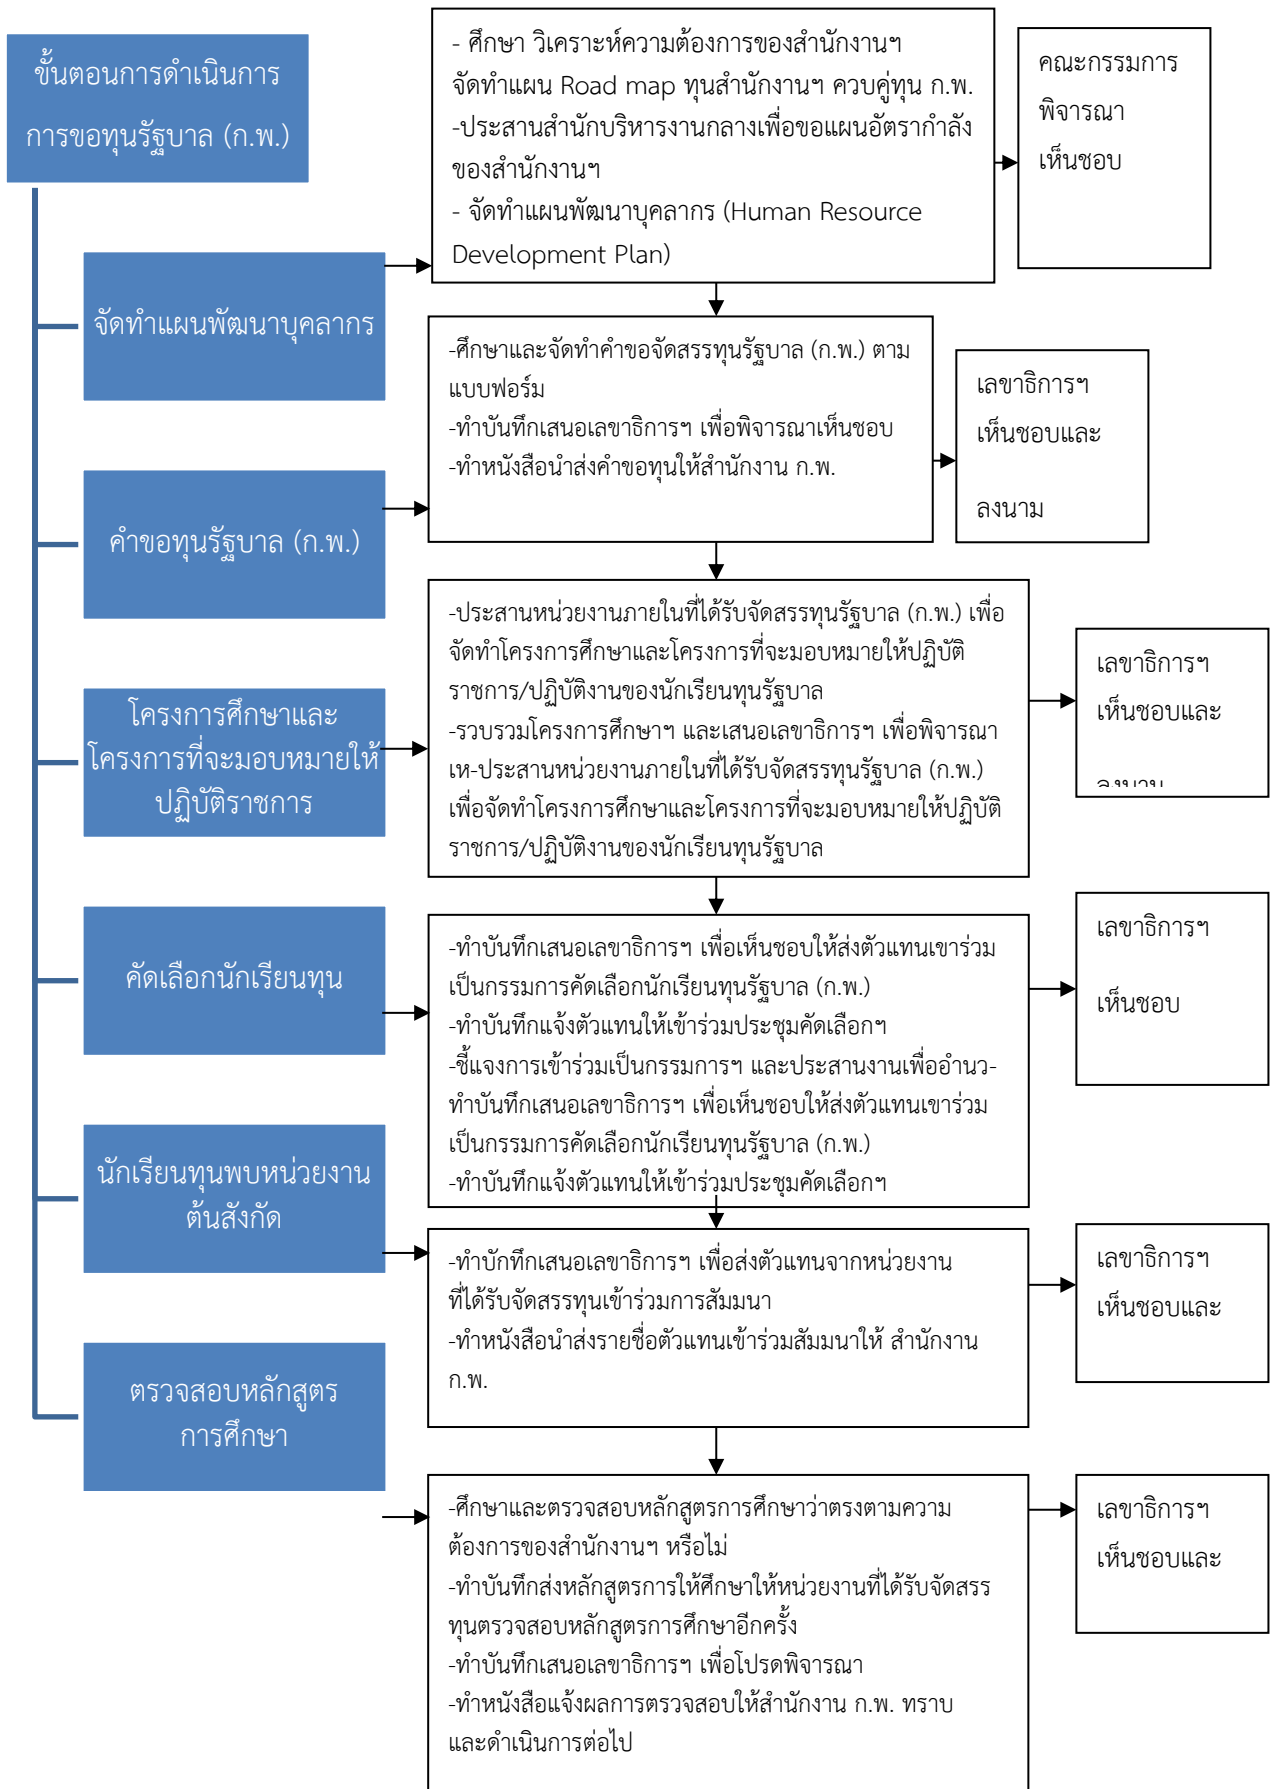 ขั้นตอนการดำเนินการ
การขอทุนรัฐบาล (ก.พ.)
- ศึกษา วิเคราะห์ความต้องการของสำนักงานฯ
จัดทำแผน Road map ทุนสำนักงานฯ ควบคู่ทุน ก.พ.
-ประสานสำนักบริหารงานกลางเพื่อขอแผนอัตรากำลัง
ของสำนักงานฯ
- จัดทำแผนพัฒนาบุคลากร (Human Resource
Development Plan)
คณะกรรมการ
พิจารณา
เห็นชอบ
จัดทำแผนพัฒนาบุคลากร
-ศึกษาและจัดทำคำขอจัดสรรทุนรัฐบาล (ก.พ.) ตาม
แบบฟอร์ม
-ทำบันทึกเสนอเลขาธิการฯ เพื่อพิจารณาเห็นชอบ
-ทำหนังสือนำส่งคำขอทุนให้สำนักงาน ก.พ.
เลขาธิการฯ
เห็นชอบและ
ลงนาม
คำขอทุนรัฐบาล (ก.พ.)
-ประสานหน่วยงานภายในที่ได้รับจัดสรรทุนรัฐบาล (ก.พ.) เพื่อ
จัดทำโครงการศึกษาและโครงการที่จะมอบหมายให้ปฏิบัติ
ราชการ/ปฏิบัติงานของนักเรียนทุนรัฐบาล
-รวบรวมโครงการศึกษาฯ และเสนอเลขาธิการฯ เพื่อพิจารณา
เห-ประสานหน่วยงานภายในที่ได้รับจัดสรรทุนรัฐบาล (ก.พ.)
เพื่อจัดทำโครงการศึกษาและโครงการที่จะมอบหมายให้ปฏิบัติ
ราชการ/ปฏิบัติงานของนักเรียนทุนรัฐบาล
เลขาธิการฯ
เห็นชอบและ
โครงการศึกษาและ
โครงการที่จะมอบหมายให้
ปฏิบัติราชการ
-ทำบันทึกเสนอเลขาธิการฯ เพื่อเห็นชอบให้ส่งตัวแทนเขาร่วม
เป็นกรรมการคัดเลือกนักเรียนทุนรัฐบาล (ก.พ.)
-ทำบันทึกแจ้งตัวแทนให้เข้าร่วมประชุมคัดเลือกฯ
-ชี้แจงการเข้าร่วมเป็นกรรมการฯ และประสานงานเพื่ออำนว-
ทำบันทึกเสนอเลขาธิการฯ เพื่อเห็นชอบให้ส่งตัวแทนเขาร่วม
เป็นกรรมการคัดเลือกนักเรียนทุนรัฐบาล (ก.พ.)
-ทำบันทึกแจ้งตัวแทนให้เข้าร่วมประชุมคัดเลือกฯ
เลขาธิการฯ
เห็นชอบ
คัดเลือกนักเรียนทุน
นักเรียนทุนพบหน่วยงาน
ต้นสังกัด
-ทำบักทึกเสนอเลขาธิการฯ เพื่อส่งตัวแทนจากหน่วยงาน
ที่ได้รับจัดสรรทุนเข้าร่วมการสัมมนา
-ทำหนังสือนำส่งรายชื่อตัวแทนเข้าร่วมสัมมนาให้ สำนักงาน
ก.พ.
เลขาธิการฯ
เห็นชอบและ
ตรวจสอบหลักสูตร
การศึกษา
-ศึกษาและตรวจสอบหลักสูตรการศึกษาว่าตรงตามความ
ต้องการของสำนักงานฯ หรือไม่
-ทำบันทึกส่งหลักสูตรการให้ศึกษาให้หน่วยงานที่ได้รับจัดสรร
ทุนตรวจสอบหลักสูตรการศึกษาอีกครั้ง
-ทำบันทึกเสนอเลขาธิการฯ เพื่อโปรดพิจารณา
-ทำหนังสือแจ้งผลการตรวจสอบให้สำนักงาน ก.พ. ทราบ
และดำเนินการต่อไป
เลขาธิการฯ
เห็นชอบและ